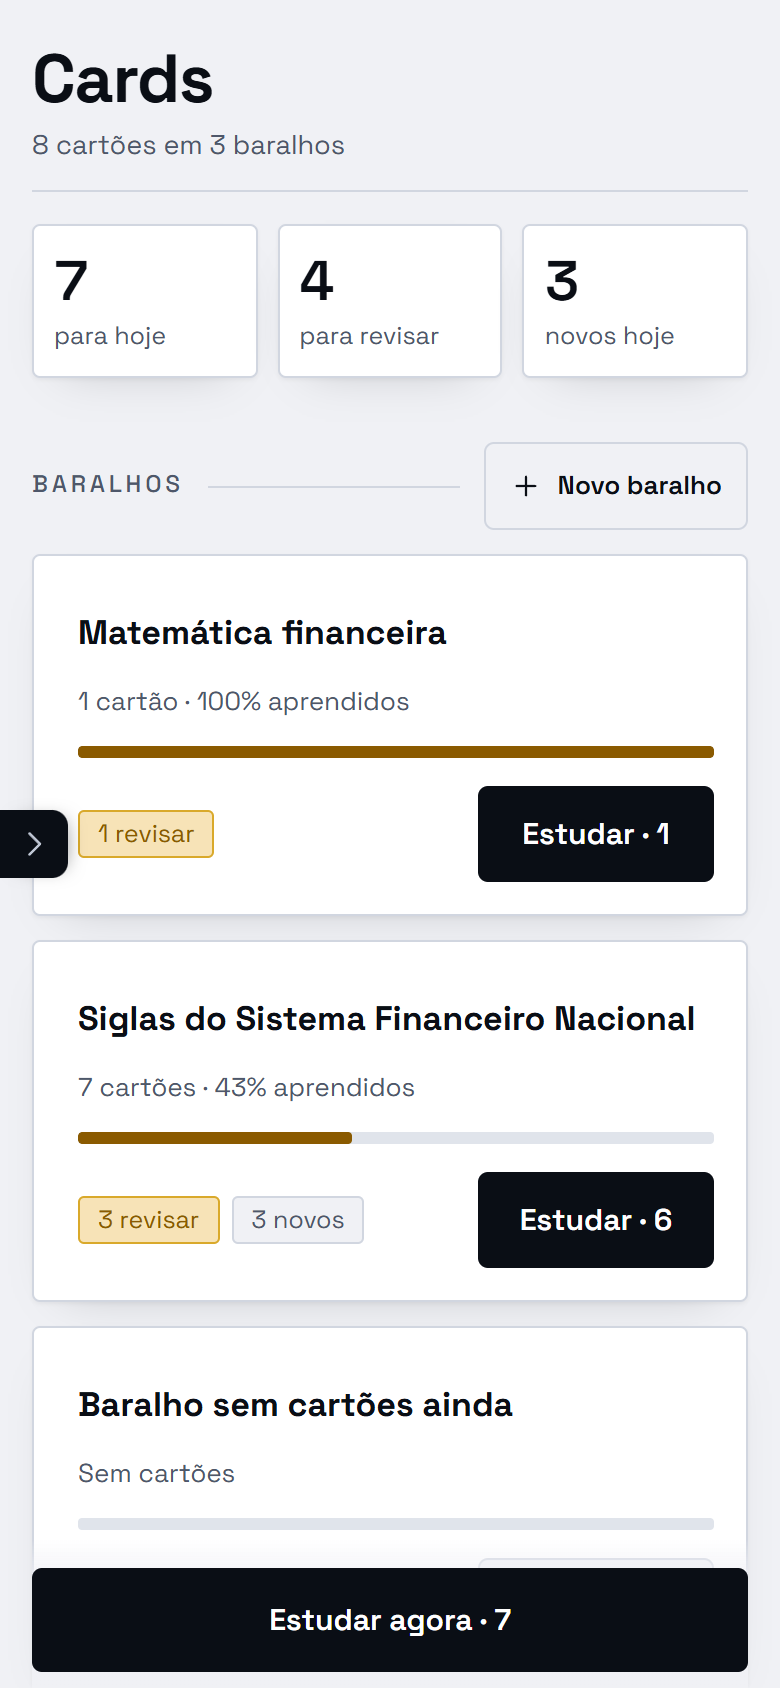 Cards
8 cartões em 3 baralhos
7
para hoje
4
para revisar
3
novos hoje
BARALHOS
Novo baralho
Matemática financeira
1 cartão · 100% aprendidos
1 revisar
Estudar · 1
Siglas do Sistema Financeiro Nacional
7 cartões · 43% aprendidos
3 revisar
3 novos
Estudar · 6
Baralho sem cartões ainda
Sem cartões
Estudar agora · 7